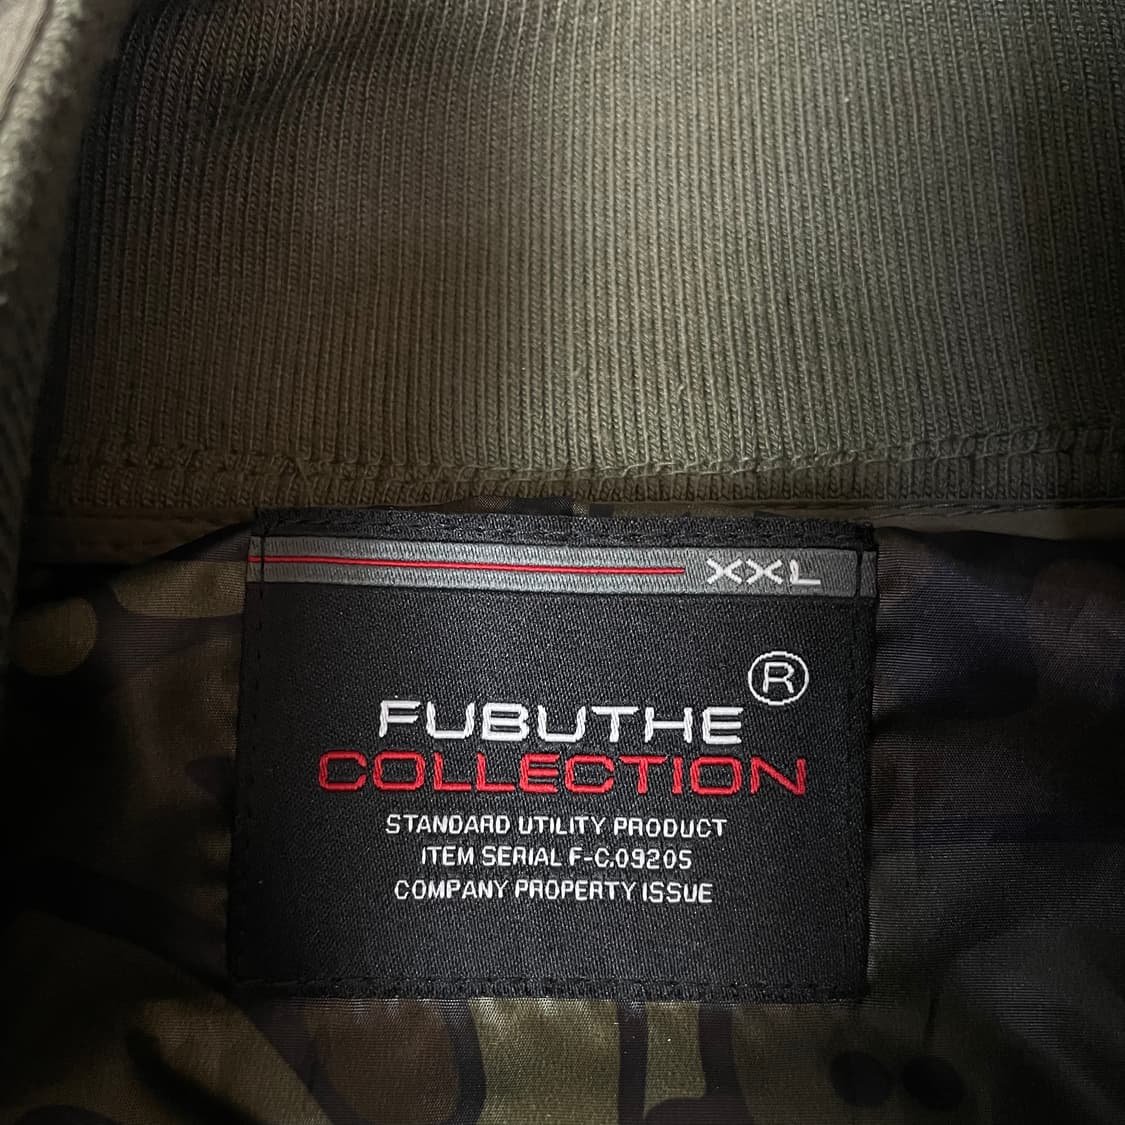 XXL
®
FUBUTHE
COLLECTION
STANDARD UTILITY PRODUCT
ITEM SERIAL F-C.09205
COMPANY PROPERTY ISSUE